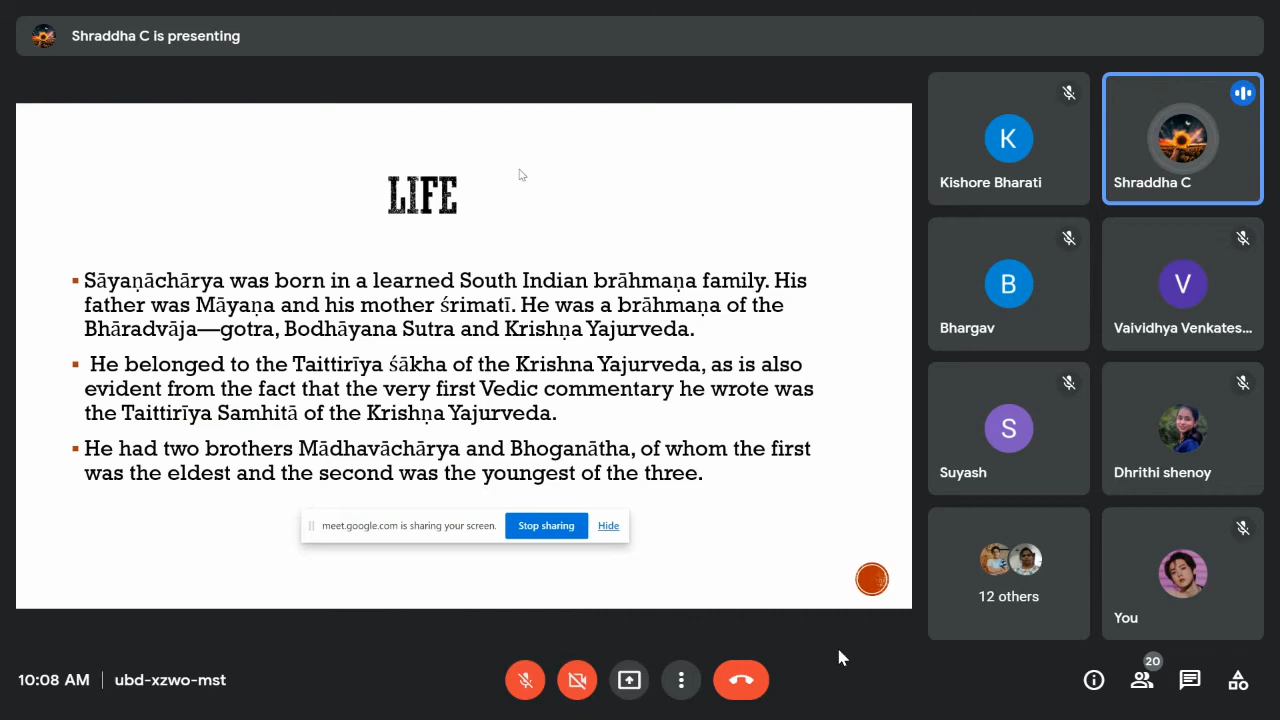 Shraddha C is presenting
LIFE
▪ Sāyaṇāchārya was born in a learned South Indian brāhmaṇa family. His
father was Māyaṇa and his mother śrimatī. He was a brāhmaṇa of the
Bhāradvāja—gotra, Bodhāyana Sutra and Krishṇa Yajurveda.
▪ He belonged to the Taittirīya śākha of the Krishna Yajurveda, as is also
evident from the fact that the very first Vedic commentary he wrote was
the Taittirīya Samhitā of the Krishṇa Yajurveda.
▪ He had two brothers Mādhavāchārya and Bhoganātha, of whom the first
was the eldest and the second was the youngest of the three.
meet.google.com is sharing your screen. Stop sharing Hide
K
Kishore Bharati
Shraddha C
B
Bhargav
V
Vaividhya Venkates...
S
Suyash
Dhrithi shenoy
12 others
You
10:08 AM | ubd-xzwo-mst
20